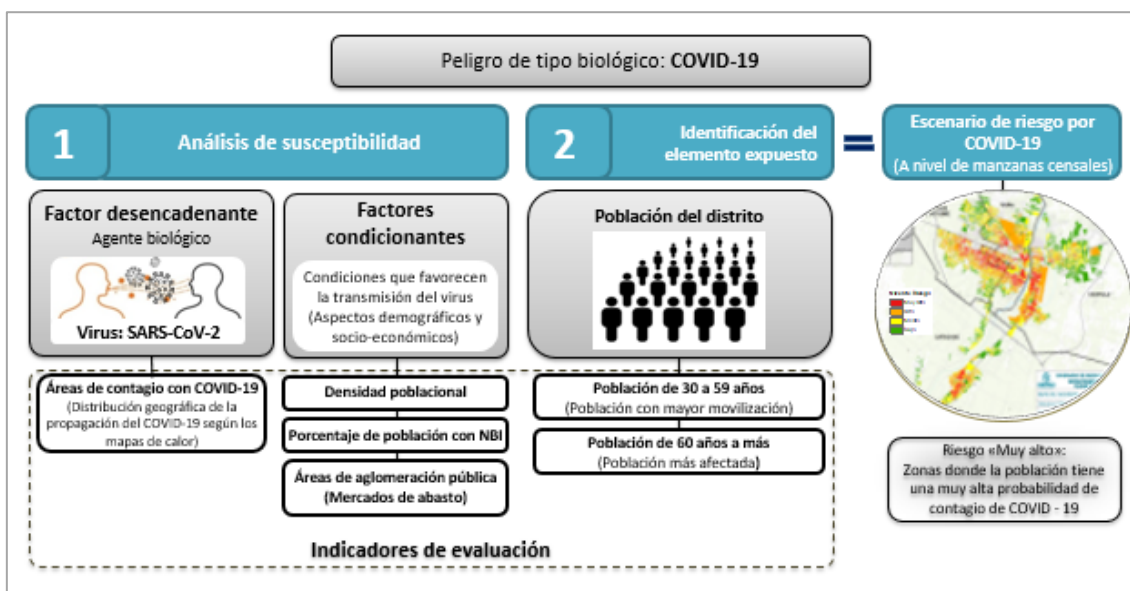 Peligro de tipo biológico: COVID-19
1
Análisis de susceptibilidad
2
Identificación del
elemento expuesto
=
Escenario de riesgo por
COVID-19
(A nivel de manzanas censales)
Factor desencadenante
Agente biológico
Virus: SARS-CoV-2
Factores
condicionantes
Condiciones que favorecen
la transmisión del virus
(Aspectos demográficos y
socio-económicos)
Población del distrito
Áreas de contagio con COVID-19
(Distribución geográfica de la
propagación del COVID-19 según los
mapas de calor)
Densidad poblacional
Porcentaje de población con NBI
Áreas de aglomeración pública
(Mercados de abasto)
Población de 30 a 59 años
(Población con mayor movilización)
Población de 60 años a más
(Población más afectada)
Indicadores de evaluación
Riesgo «Muy alto»:
Zonas donde la población tiene
una muy alta probabilidad de
contagio de COVID - 19